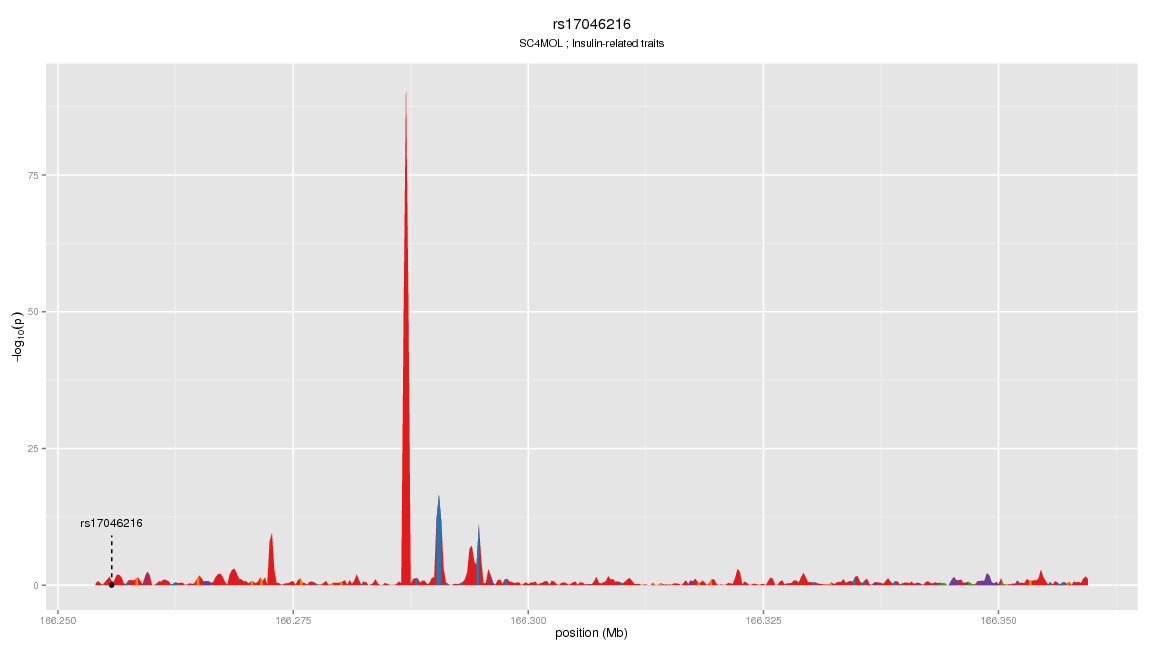 rs17046216
SC4MOL ; Insulin-related traits
75
50
25
0
−log10(p)
rs17046216
166.250
166.275
166.300
166.325
166.350
position (Mb)